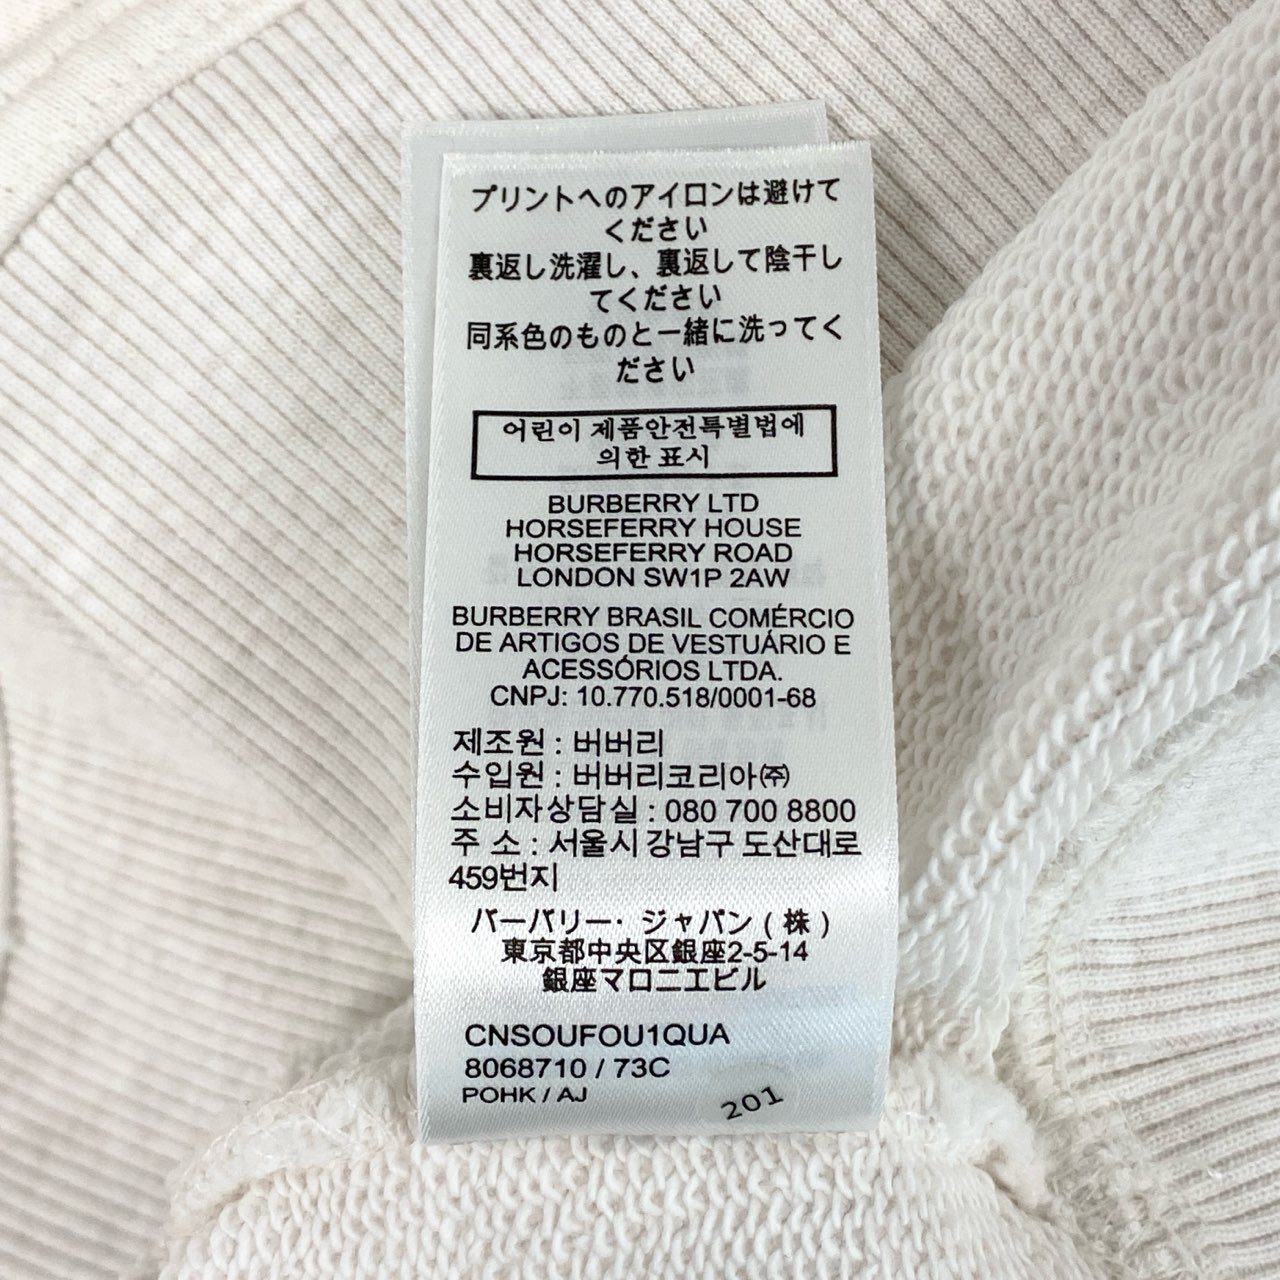 プリントへのアイロンは避けて
ください
裏返し洗濯し、裏返して陰干し
てください
同系色のものと一緒に洗ってく
ださい
어린이 제품안전특별법에
의한 표시
BURBERRY LTD
HORSEFERRY HOUSE
HORSEFERRY ROAD
LONDON SW1P 2AW
BURBERRY BRASIL COMÉRCIO
DE ARTIGOS DE VESTUÁRIO E
ACESSÓRIOS LTDA.
CNPJ: 10.770.518/0001-68
제조원 : 버버리
수입원 : 버버리코리아㈜
소비자상담실 : 080 700 8800
주 소 : 서울시 강남구 도산대로
459번지
バーバリー・ジャパン(株)
東京都中央区銀座2-5-14
銀座マロニエビル
CNSOUFOU1QUA
8068710 / 73C
POHK / AJ
201